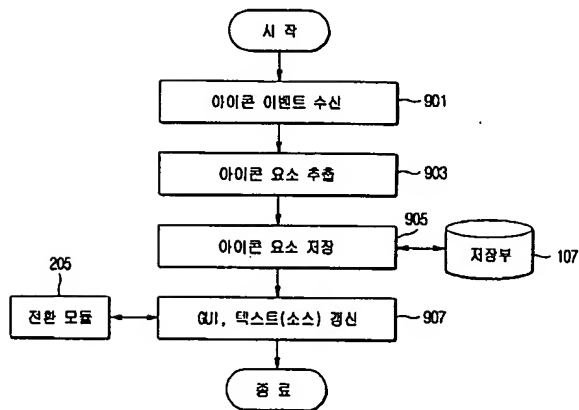 시 작
아이콘 이벤트 수신
901
아이콘 요소 추출
903
아이콘 요소 저장
905
저장부
107
205
전환 모듈
GUI, 텍스트(소스) 갱신
907
종 료